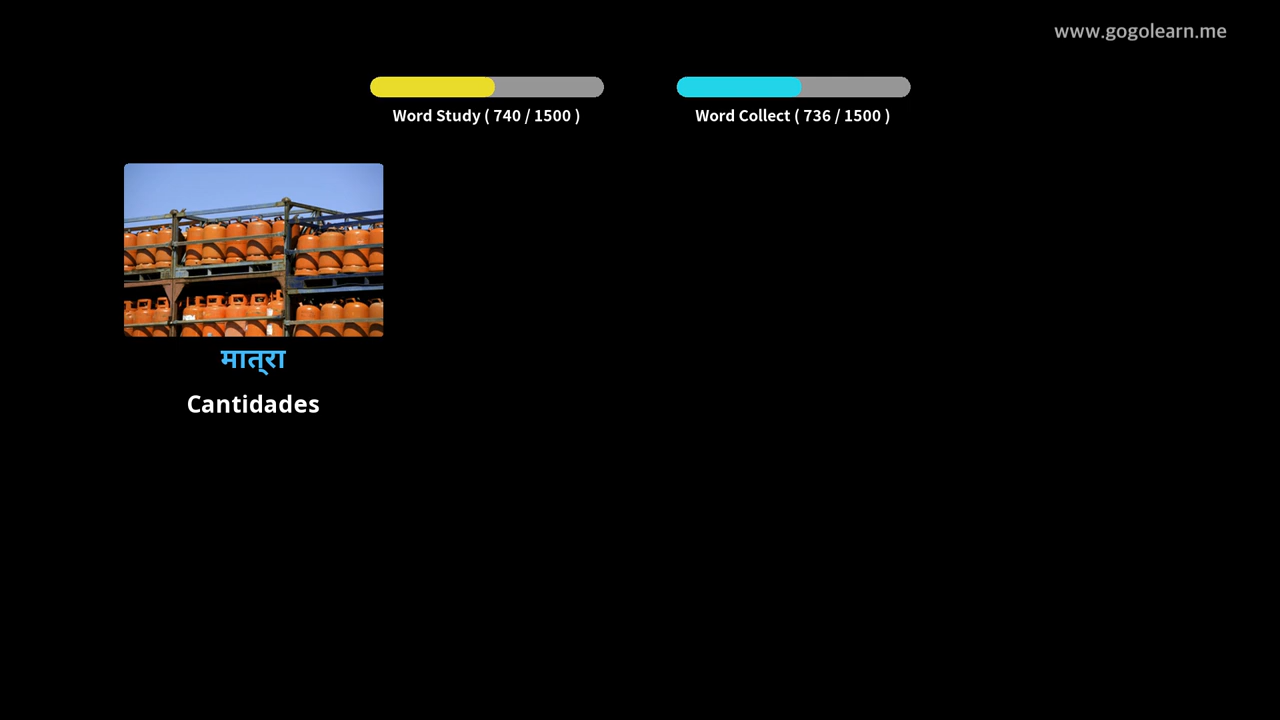 www.gogolearn.me
Word Study ( 740 / 1500 )
Word Collect ( 736 / 1500 )
मात्रा
Cantidades